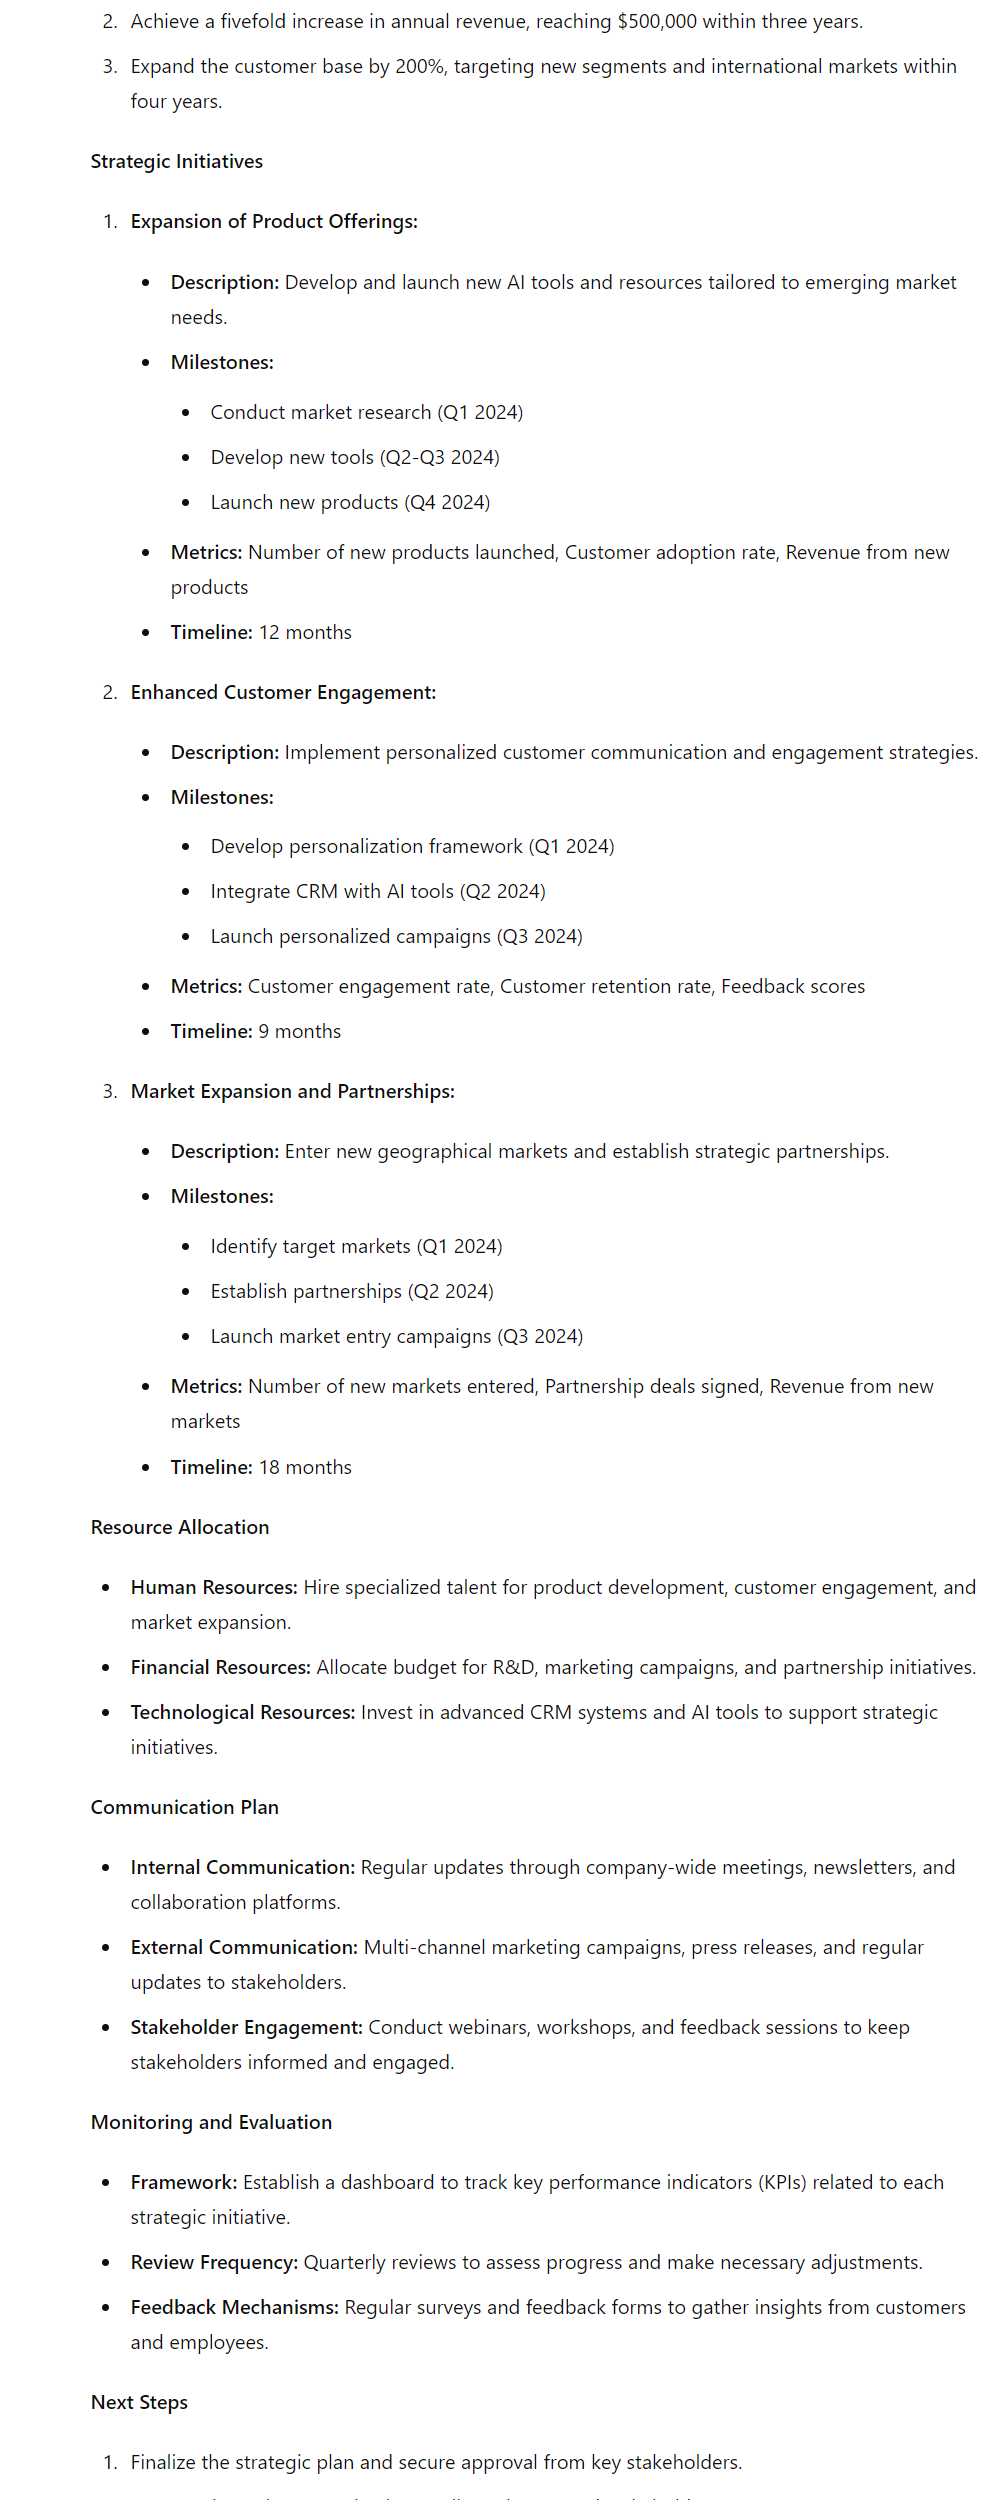 2. Achieve a fivefold increase in annual revenue, reaching $500,000 within three years.
3. Expand the customer base by 200%, targeting new segments and international markets within
four years.
Strategic Initiatives
1. Expansion of Product Offerings:
• Description: Develop and launch new AI tools and resources tailored to emerging market
needs.
• Milestones:
• Conduct market research (Q1 2024)
• Develop new tools (Q2-Q3 2024)
• Launch new products (Q4 2024)
• Metrics: Number of new products launched, Customer adoption rate, Revenue from new
products
• Timeline: 12 months
2. Enhanced Customer Engagement:
• Description: Implement personalized customer communication and engagement strategies.
• Milestones:
• Develop personalization framework (Q1 2024)
• Integrate CRM with AI tools (Q2 2024)
• Launch personalized campaigns (Q3 2024)
• Metrics: Customer engagement rate, Customer retention rate, Feedback scores
• Timeline: 9 months
3. Market Expansion and Partnerships:
• Description: Enter new geographical markets and establish strategic partnerships.
• Milestones:
• Identify target markets (Q1 2024)
• Establish partnerships (Q2 2024)
• Launch market entry campaigns (Q3 2024)
• Metrics: Number of new markets entered, Partnership deals signed, Revenue from new
markets
• Timeline: 18 months
Resource Allocation
• Human Resources: Hire specialized talent for product development, customer engagement, and
market expansion.
• Financial Resources: Allocate budget for R&D, marketing campaigns, and partnership initiatives.
• Technological Resources: Invest in advanced CRM systems and AI tools to support strategic
initiatives.
Communication Plan
• Internal Communication: Regular updates through company-wide meetings, newsletters, and
collaboration platforms.
• External Communication: Multi-channel marketing campaigns, press releases, and regular
updates to stakeholders.
• Stakeholder Engagement: Conduct webinars, workshops, and feedback sessions to keep
stakeholders informed and engaged.
Monitoring and Evaluation
• Framework: Establish a dashboard to track key performance indicators (KPIs) related to each
strategic initiative.
• Review Frequency: Quarterly reviews to assess progress and make necessary adjustments.
• Feedback Mechanisms: Regular surveys and feedback forms to gather insights from customers
and employees.
Next Steps
1. Finalize the strategic plan and secure approval from key stakeholders.